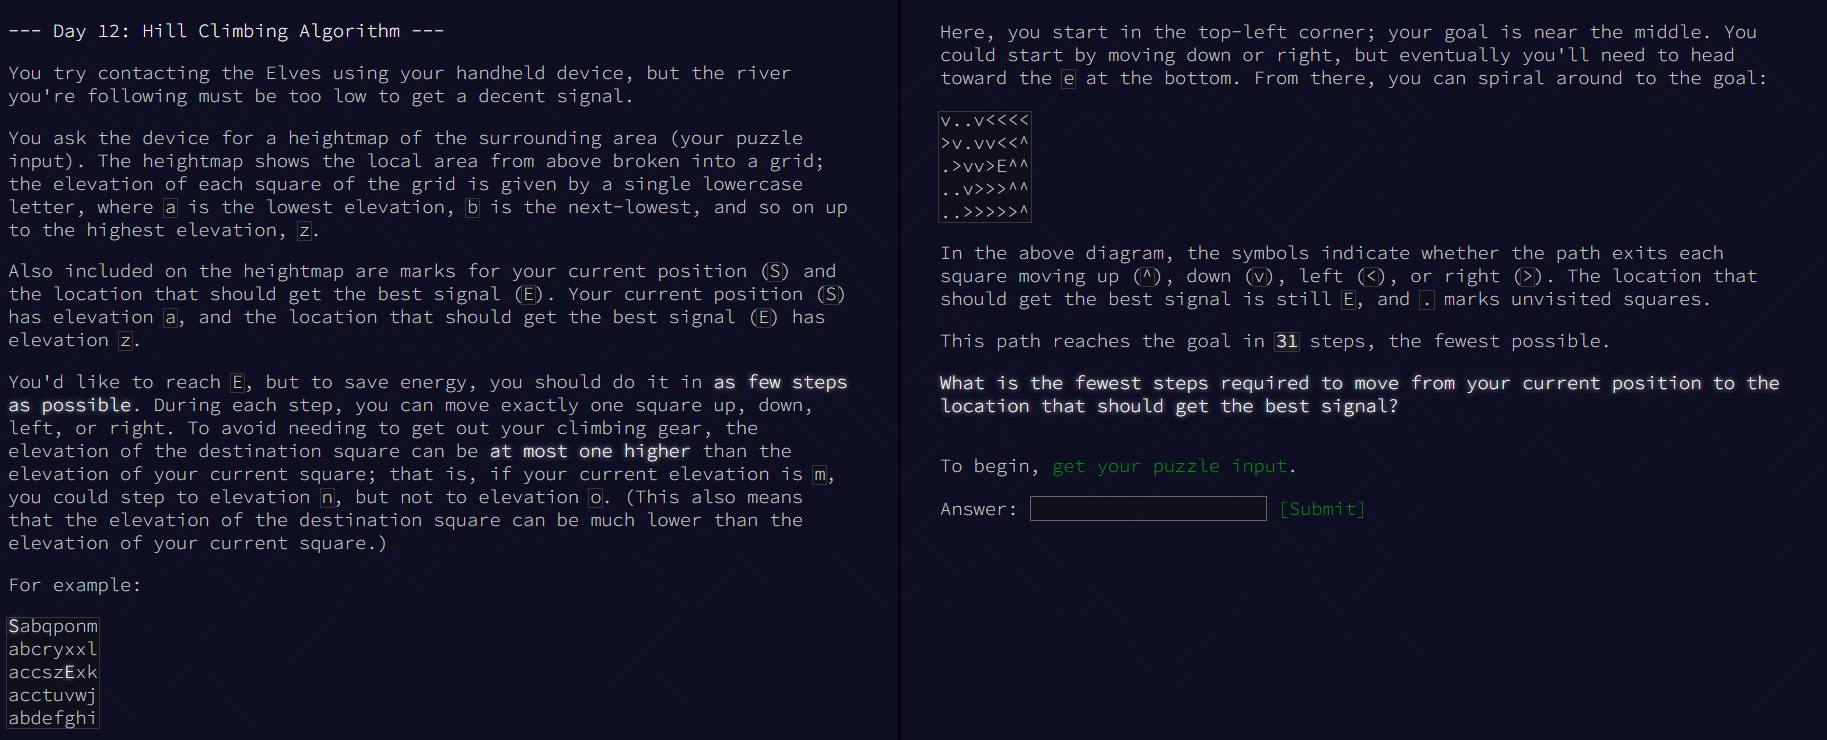 --- Day 12: Hill Climbing Algorithm ---
You try contacting the Elves using your handheld device, but the river
you're following must be too low to get a decent signal.
You ask the device for a heightmap of the surrounding area (your puzzle
input). The heightmap shows the local area from above broken into a grid;
the elevation of each square of the grid is given by a single lowercase
letter, where a is the lowest elevation, b is the next-lowest, and so on up
to the highest elevation, z.
Also included on the heightmap are marks for your current position (S) and
the location that should get the best signal (E). Your current position (S)
has elevation a, and the location that should get the best signal (E) has
elevation z.
You'd like to reach E, but to save energy, you should do it in as few steps
as possible. During each step, you can move exactly one square up, down,
left, or right. To avoid needing to get out your climbing gear, the
elevation of the destination square can be at most one higher than the
elevation of your current square; that is, if your current elevation is m,
you could step to elevation n, but not to elevation o. (This also means
that the elevation of the destination square can be much lower than the
elevation of your current square.)
For example:
Sabqponm
abcryxxl
accszExk
acctuvwj
abdefghi
Here, you start in the top-left corner; your goal is near the middle. You
could start by moving down or right, but eventually you'll need to head
toward the e at the bottom. From there, you can spiral around to the goal:
v..v<<<<
>v.vv<<^
.>vv>E^^
..v>>>^^
..>>>>>^
In the above diagram, the symbols indicate whether the path exits each
square moving up (^), down (v), left (<), or right (>). The location that
should get the best signal is still E, and . marks unvisited squares.
This path reaches the goal in 31 steps, the fewest possible.
What is the fewest steps required to move from your current position to the
location that should get the best signal?
To begin, get your puzzle input.
Answer: [Submit]